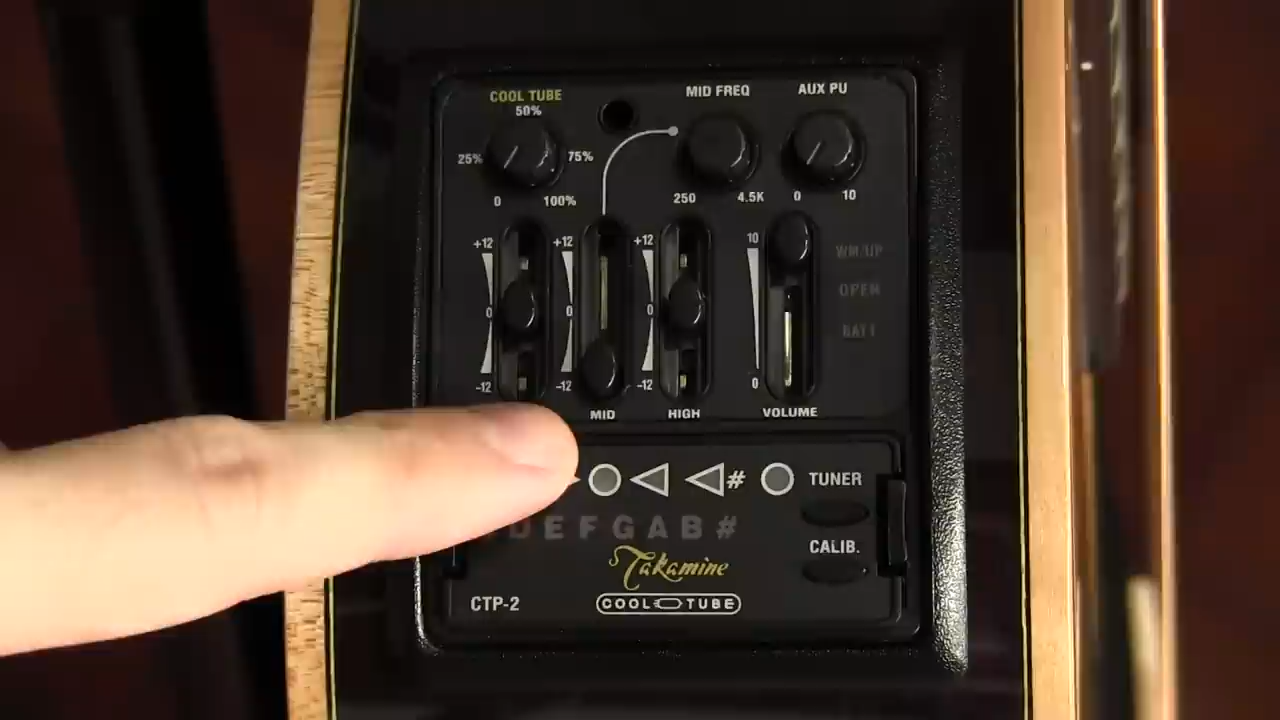 COOL TUBE MID FREQ AUX PU
50%
25% 75%
0 100% 250 4.5K 0 10
+12 +12 +12 10
WM/UP
OPEN
0 0 0
BATT
-12 -12 -12 0
MID HIGH VOLUME
# TUNER
D E F G A B #
CALIB.
Takamine
CTP-2 COOL TUBE